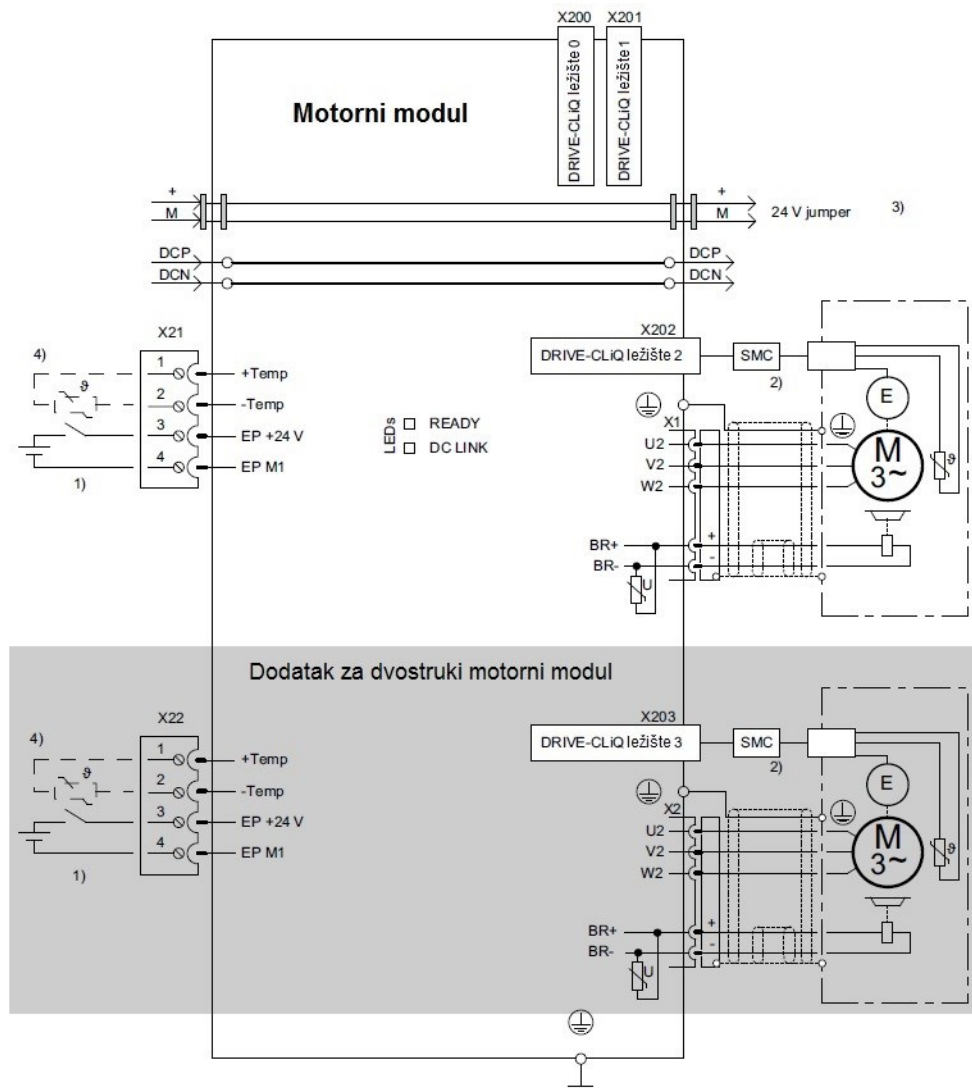 X200 X201
DRIVE-CLiQ ležište 0
DRIVE-CLiQ ležište 1
Motorni modul
+ +
M M 24 V jumper 3)
DCP DCP
DCN DCN
X21
4)
1 +Temp
2 -Temp
3 EP +24 V
4 EP M1
1)
ϑ
LEDs
READY
DC LINK
X202
DRIVE-CLiQ ležište 2 SMC
2)
E
X1
U2
V2
W2
M
3~
ϑ
BR+ +
BR- -
U
Dodatak za dvostruki motorni modul
X22
4)
1 +Temp
2 -Temp
3 EP +24 V
4 EP M1
1)
ϑ
X203
DRIVE-CLiQ ležište 3 SMC
2)
E
X2
U2
V2
W2
M
3~
ϑ
BR+ +
BR- -
U